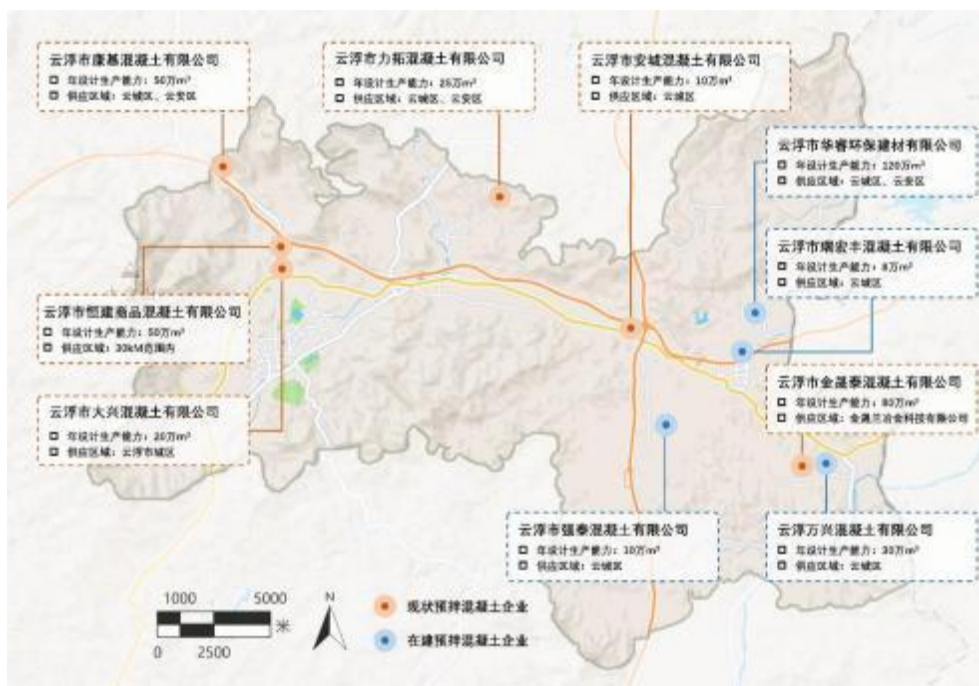 云浮市康基混凝土有限公司
年设计生产能力：50万m³
供应区域：云城区、云安区
云浮市力拓混凝土有限公司
年设计生产能力：25万m³
供应区域：云城区、云安区
云浮市安城混凝土有限公司
年设计生产能力：10万m³
供应区域：云城区
云浮市华睿环保建材有限公司
年设计生产能力：120万m³
供应区域：云城区、云安区
云浮市瑞宏丰混凝土有限公司
年设计生产能力：8万m³
供应区域：云城区
云浮市恒建商品混凝土有限公司
年设计生产能力：50万m³
供应区域：30kM范围内
云浮市金晟泰混凝土有限公司
年设计生产能力：80万m³
供应区域：金晟兰冶金科技有限公司
云浮市大兴混凝土有限公司
年设计生产能力：20万m³
供应区域：云浮市城区
云浮市强泰混凝土有限公司
年设计生产能力：10万m³
供应区域：云城区
云浮万兴混凝土有限公司
年设计生产能力：30万m³
供应区域：云城区
1000 5000
米
0 2500
N
现状预拌混凝土企业
在建预拌混凝土企业